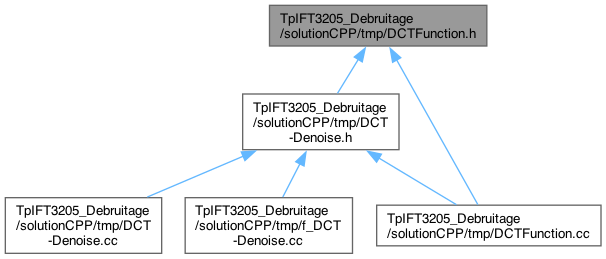 TpIFT3205_Debruitage
/solutionCPP/tmp/DCTFunction.h
TpIFT3205_Debruitage
/solutionCPP/tmp/DCT
-Denoise.h
TpIFT3205_Debruitage
/solutionCPP/tmp/DCT
-Denoise.cc
TpIFT3205_Debruitage
/solutionCPP/tmp/f_DCT
-Denoise.cc
TpIFT3205_Debruitage
/solutionCPP/tmp/DCTFunction.cc